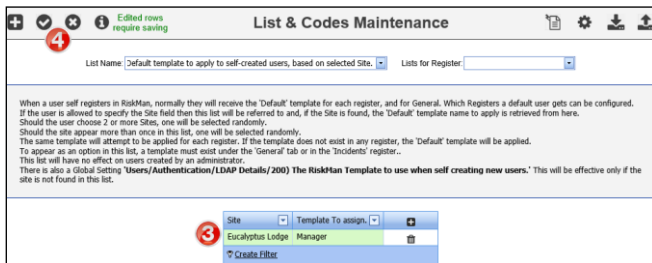 Edited rows
require saving
List & Codes Maintenance
4
List Name: Default template to apply to self-created users, based on selected Site.
Lists for Register:
When a user self registers in RiskMan, normally they will receive the 'Default' template for each register, and for General. Which Registers a default user gets can be configured.
If the user is allowed to specify the Site field then this list will be referred to and, if the Site is found, the 'Default' template name to apply is retrieved from here.
Should the user choose 2 or more Sites, one will be selected randomly.
Should the site appear more than once in this list, one will be selected randomly.
The same template will attempt to be applied for each register. If the template does not exist in any register, the 'Default' template will be applied.
To appear as an option in this list, a template must exist under the 'General' tab or in the 'Incidents' register..
This list will have no effect on users created by an administrator.
There is also a Global Setting 'Users/Authentication/LDAP Details/200) The RiskMan Template to use when self creating new users.' This will be effective only if the
site is not found in this list.
Site Template To assign.
3 Eucalyptus Lodge Manager
Create Filter